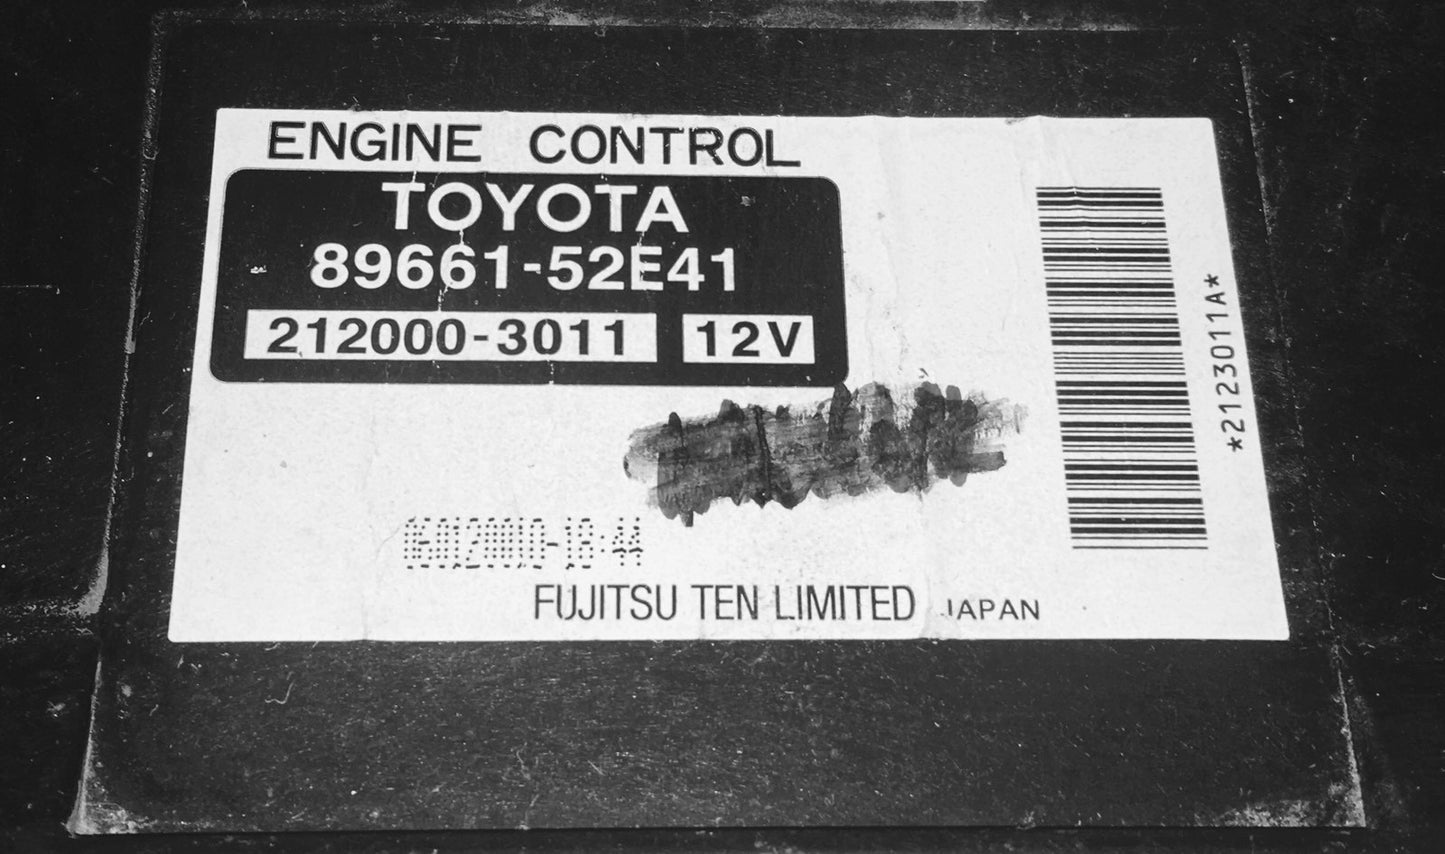 ENGINE CONTROL
TOYOTA
89661-52E41
212000-3011 12V
*2123011A*
FUJITSU TEN LIMITED JAPAN